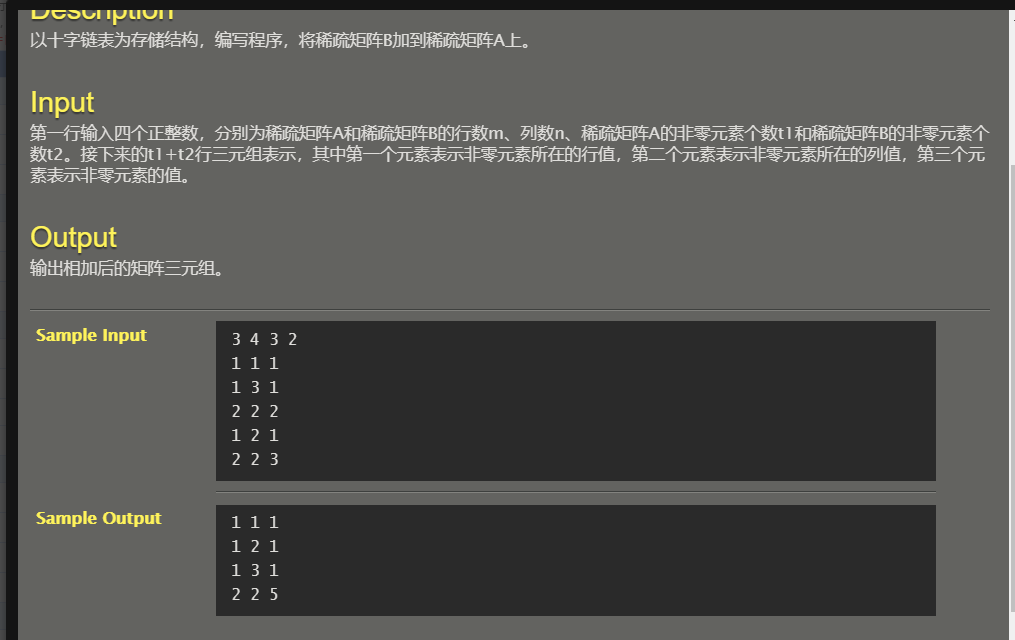 Description
以十字链表为存储结构，编写程序，将稀疏矩阵B加到稀疏矩阵A上。
Input
第一行输入四个正整数，分别为稀疏矩阵A和稀疏矩阵B的行数m、列数n、稀疏矩阵A的非零元素个数t1和稀疏矩阵B的非零元素个
数t2。接下来的t1+t2行三元组表示，其中第一个元素表示非零元素所在的行值，第二个元素表示非零元素所在的列值，第三个元
素表示非零元素的值。
Output
输出相加后的矩阵三元组。
Sample Input
3 4 3 2
1 1 1
1 3 1
2 2 2
1 2 1
2 2 3
Sample Output
1 1 1
1 2 1
1 3 1
2 2 5